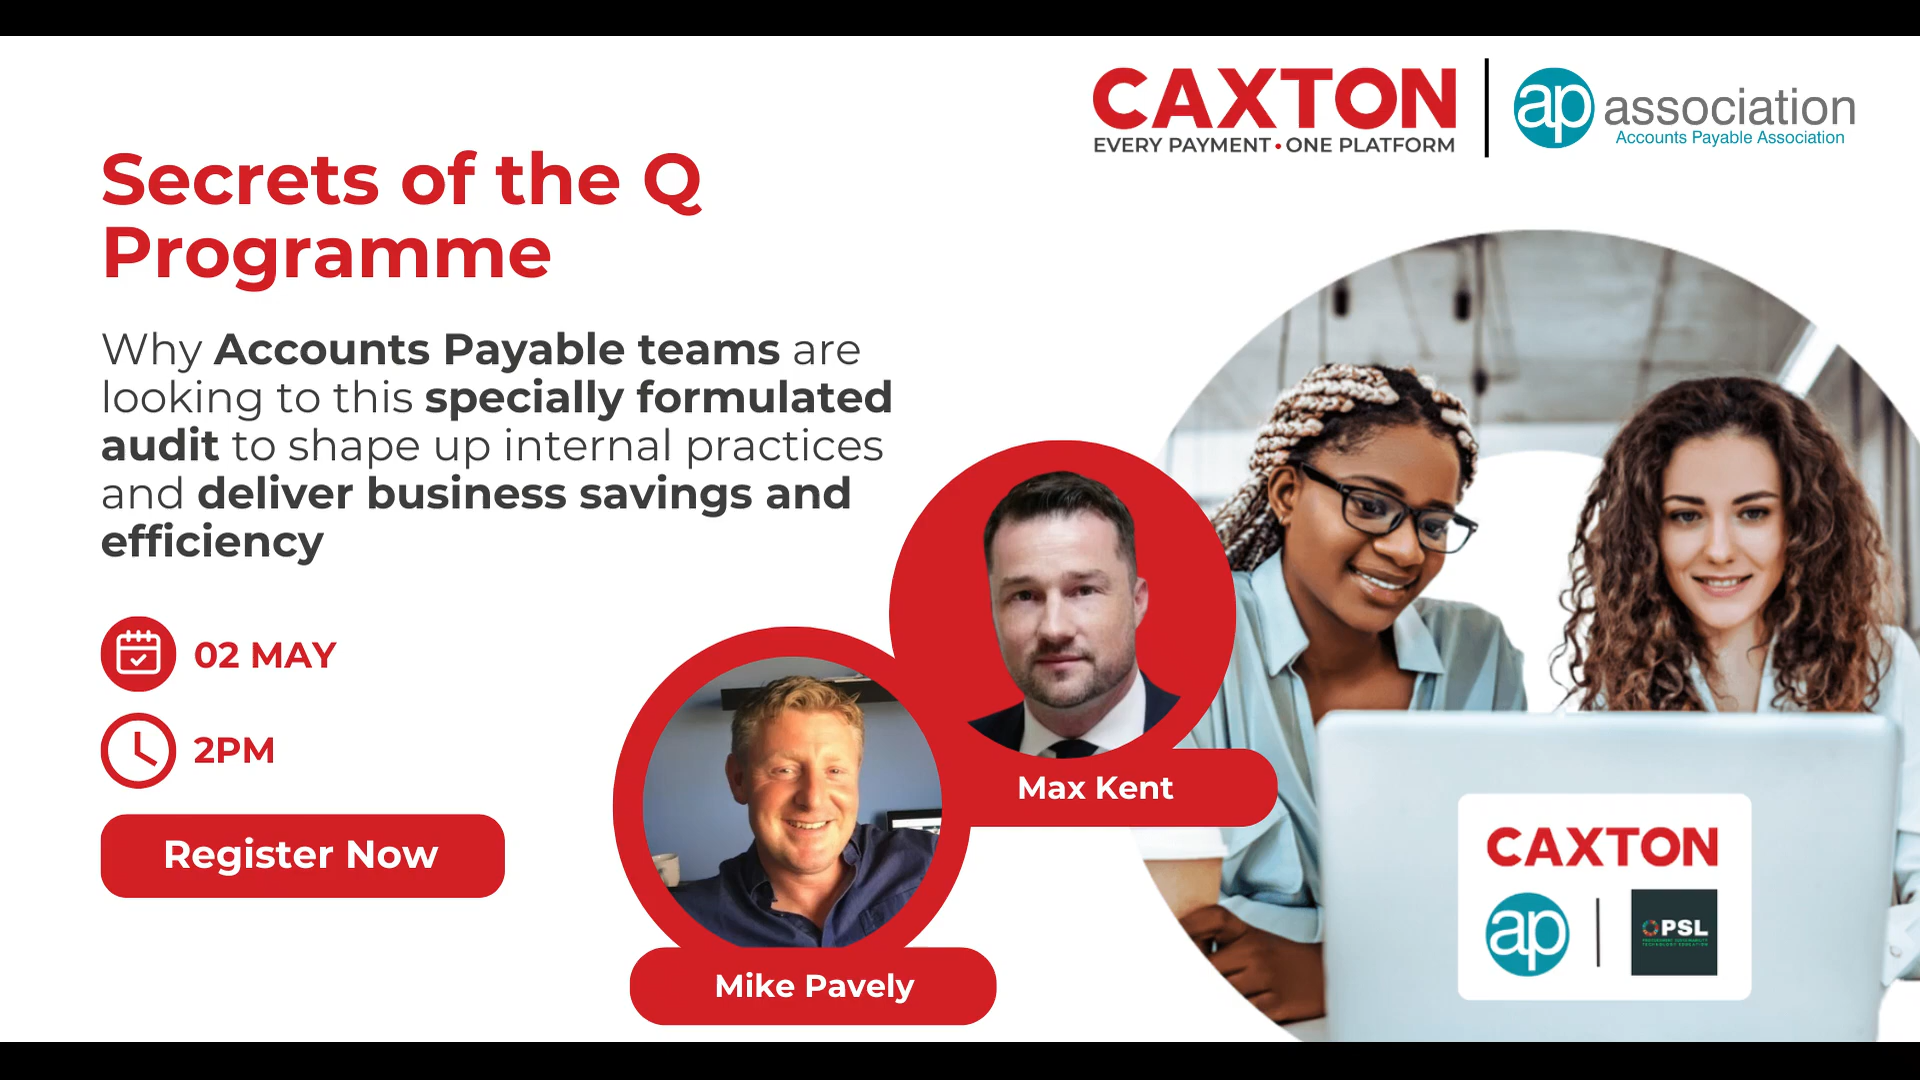 CAXTON
EVERY PAYMENT • ONE PLATFORM
ap association
Accounts Payable Association
Secrets of the Q
Programme
Why Accounts Payable teams are
looking to this specially formulated
audit to shape up internal practices
and deliver business savings and
efficiency
02 MAY
2PM
Register Now
Max Kent
Mike Pavely
CAXTON
ap
PSL